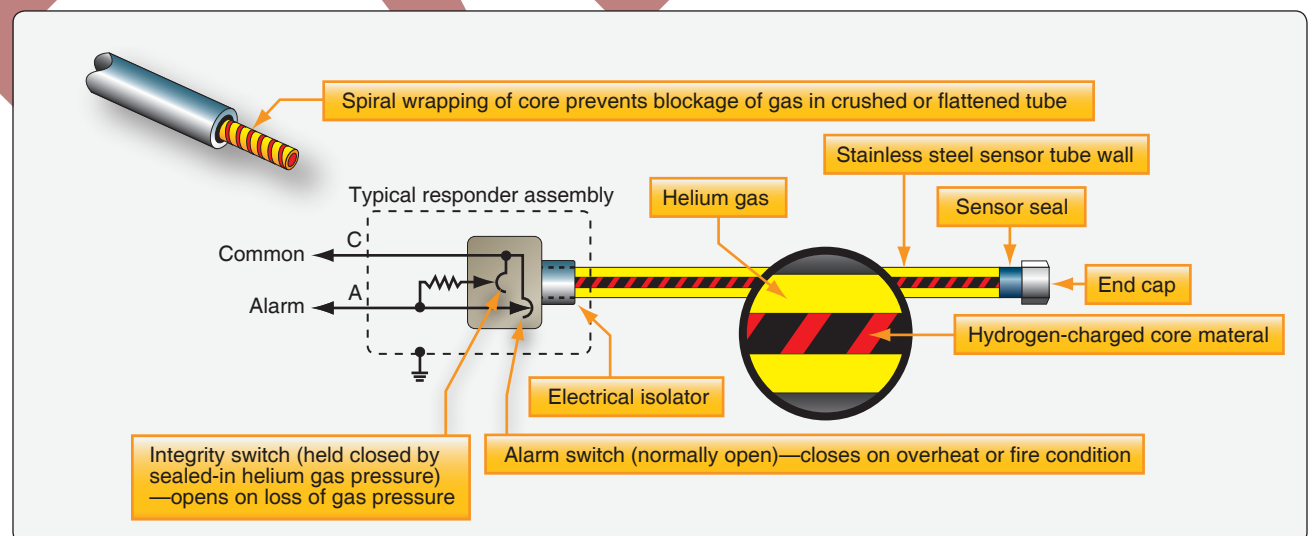 Spiral wrapping of core prevents blockage of gas in crushed or flattened tube
Stainless steel sensor tube wall
Typical responder assembly
Helium gas
Sensor seal
Common
C
Alarm
A
End cap
Hydrogen-charged core materal
Electrical isolator
Integrity switch (held closed by
sealed-in helium gas pressure)
—opens on loss of gas pressure
Alarm switch (normally open)—closes on overheat or fire condition